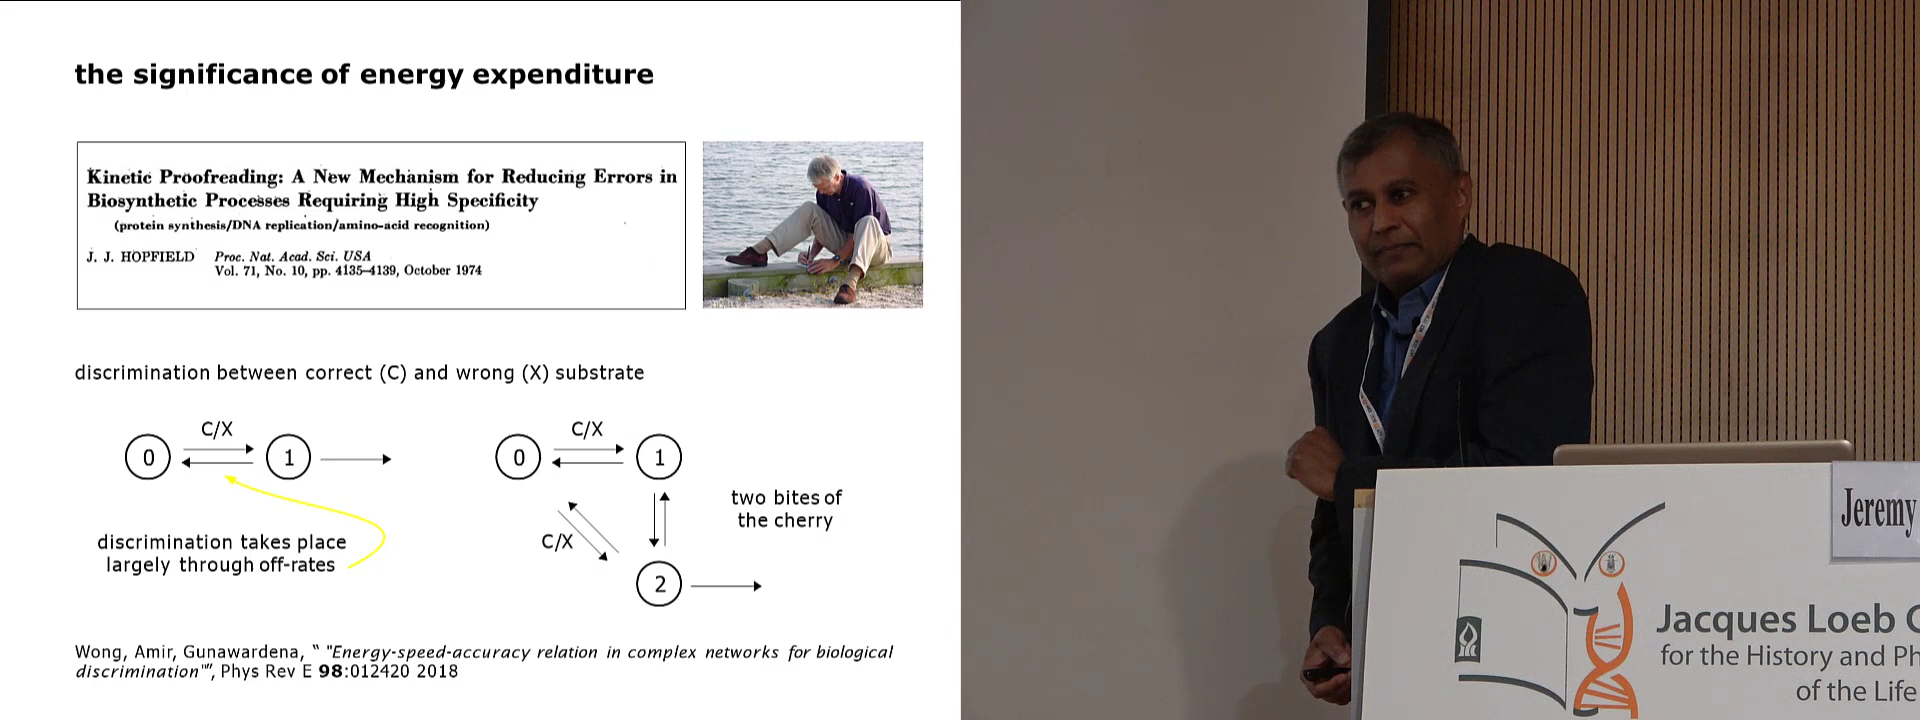 the significance of energy expenditure
Kinetic Proofreading: A New Mechanism for Reducing Errors in
Biosynthetic Processes Requiring High Specificity
(protein synthesis/DNA replication/amino-acid recognition)
J. J. HOPFIELD Proc. Nat. Acad. Sci. USA
Vol. 71, No. 10, pp. 4135–4139, October 1974
discrimination between correct (C) and wrong (X) substrate
C/X
0 1
discrimination takes place
largely through off-rates
C/X
0 1
C/X
2
two bites of
the cherry
Wong, Amir, Gunawardena, “ "Energy-speed-accuracy relation in complex networks for biological
discrimination"”, Phys Rev E 98:012420 2018
Jeremy
Jacques Loeb C
for the History and Ph
of the Life